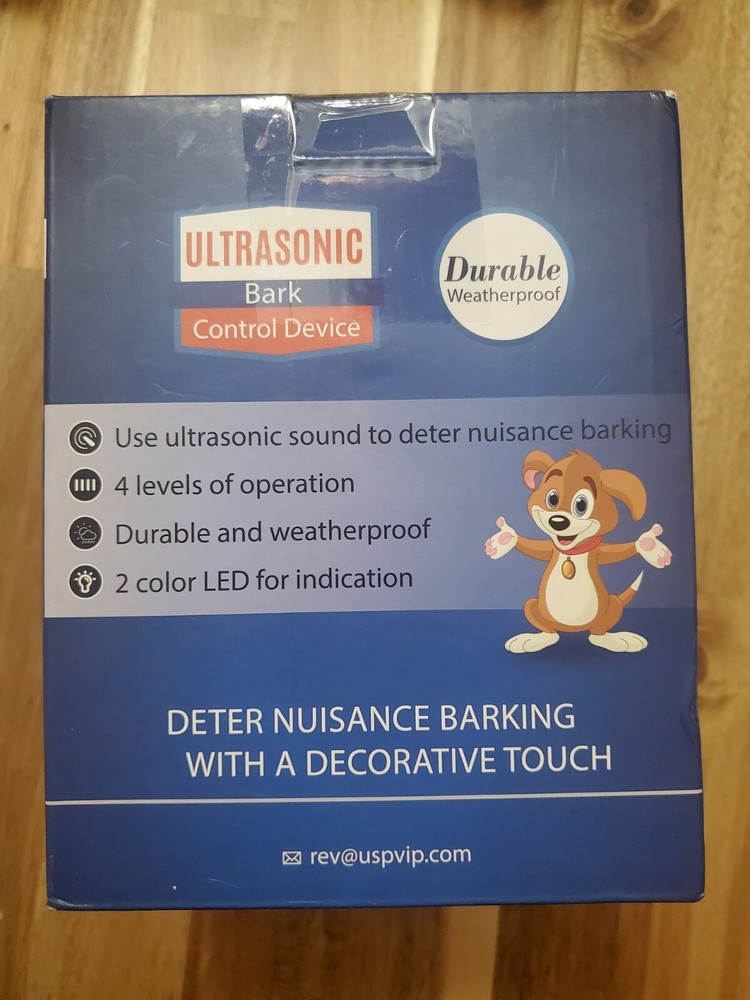 ULTRASONIC
Bark
Control Device
Durable
Weatherproof
Use ultrasonic sound to deter nuisance barking
4 levels of operation
Durable and weatherproof
2 color LED for indication
DETER NUISANCE BARKING
WITH A DECORATIVE TOUCH
rev@uspvip.com